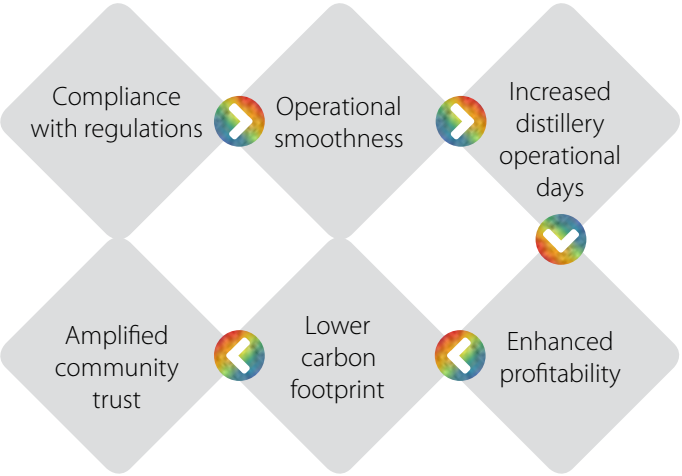 Compliance
with regulations
Operational
smoothness
Increased
distillery
operational
days
Enhanced
profitability
Lower
carbon
footprint
Amplified
community
trust